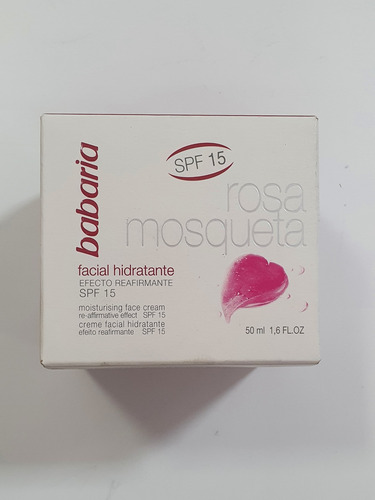 babaria
SPF 15
rosa
mosqueta
facial hidratante
EFECTO REAFIRMANTE
SPF 15
moisturising face cream
re-affirmative effect SPF 15
creme facial hidratante
efeito reafirmante SPF 15
50 ml 1,6 FL.OZ